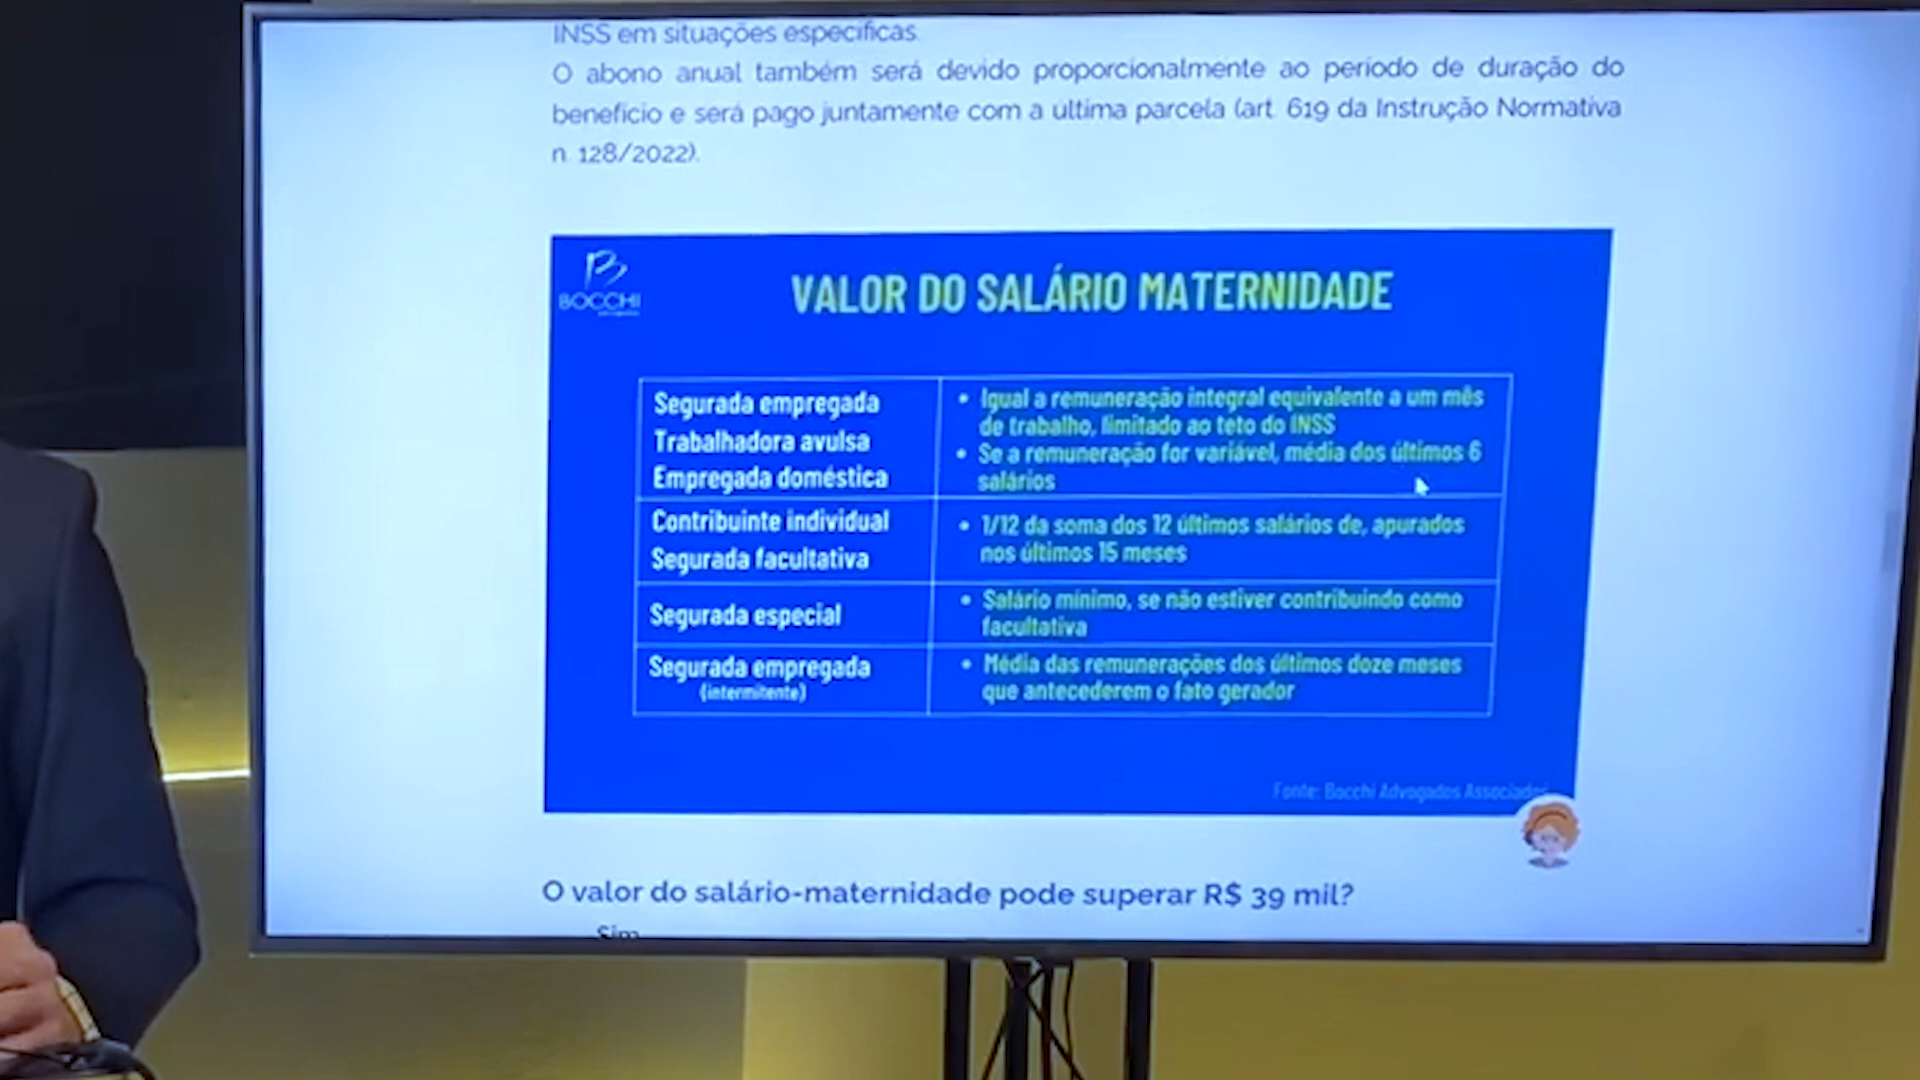 INSS em situações específicas.
O abono anual também será devido proporcionalmente ao período de duração do
benefício e será pago juntamente com a última parcela (art. 619 da Instrução Normativa
n. 128/2022).
BOCCHI
VALOR DO SALÁRIO MATERNIDADE
Segurada empregada
Trabalhadora avulsa
Empregada doméstica
• Igual a remuneração integral equivalente a um mês
de trabalho, limitado ao teto do INSS
• Se a remuneração for variável, média dos últimos 6
salários
Contribuinte individual
Segurada facultativa
• 1/12 da soma dos 12 últimos salários de, apurados
nos últimos 15 meses
Segurada especial
• Salário mínimo, se não estiver contribuindo como
facultativa
Segurada empregada
(intermitente)
• Média das remunerações dos últimos doze meses
que antecederem o fato gerador
Fonte: Bocchi Advogados Associados
O valor do salário-maternidade pode superar R$ 39 mil?
Sim